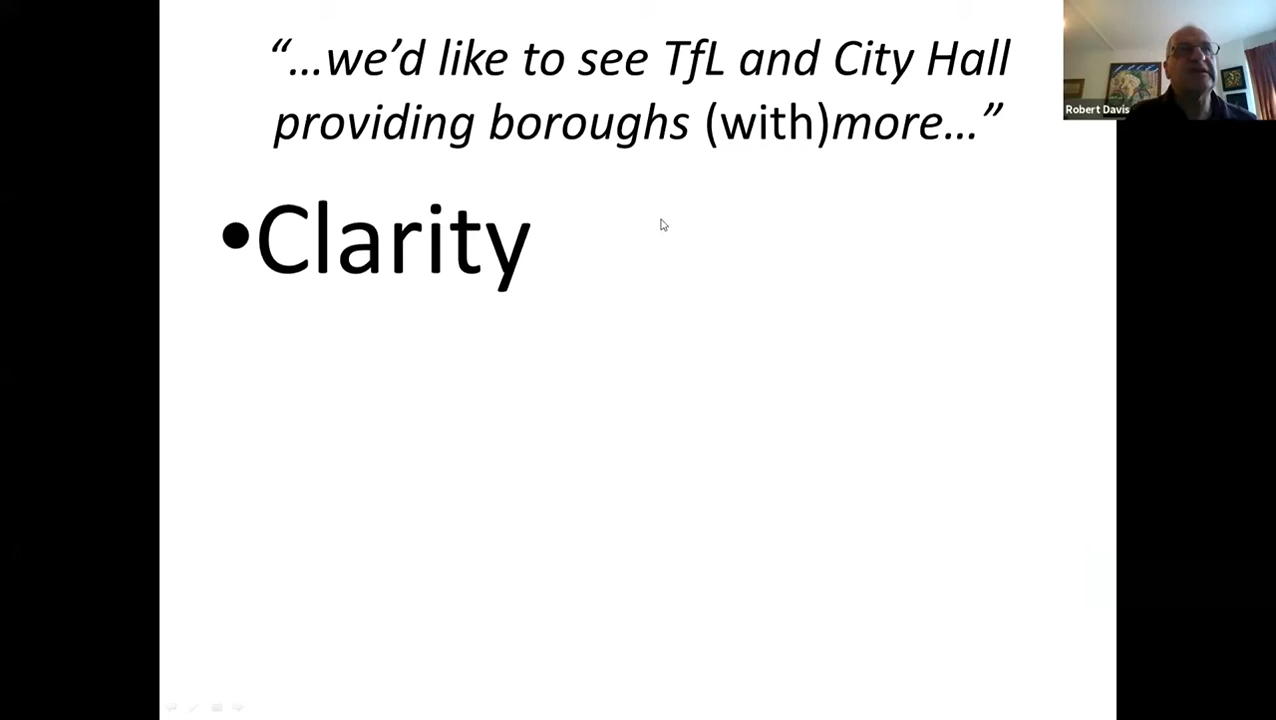 “…we’d like to see TfL and City Hall
providing boroughs (with)more…”
Robert Davis
•Clarity